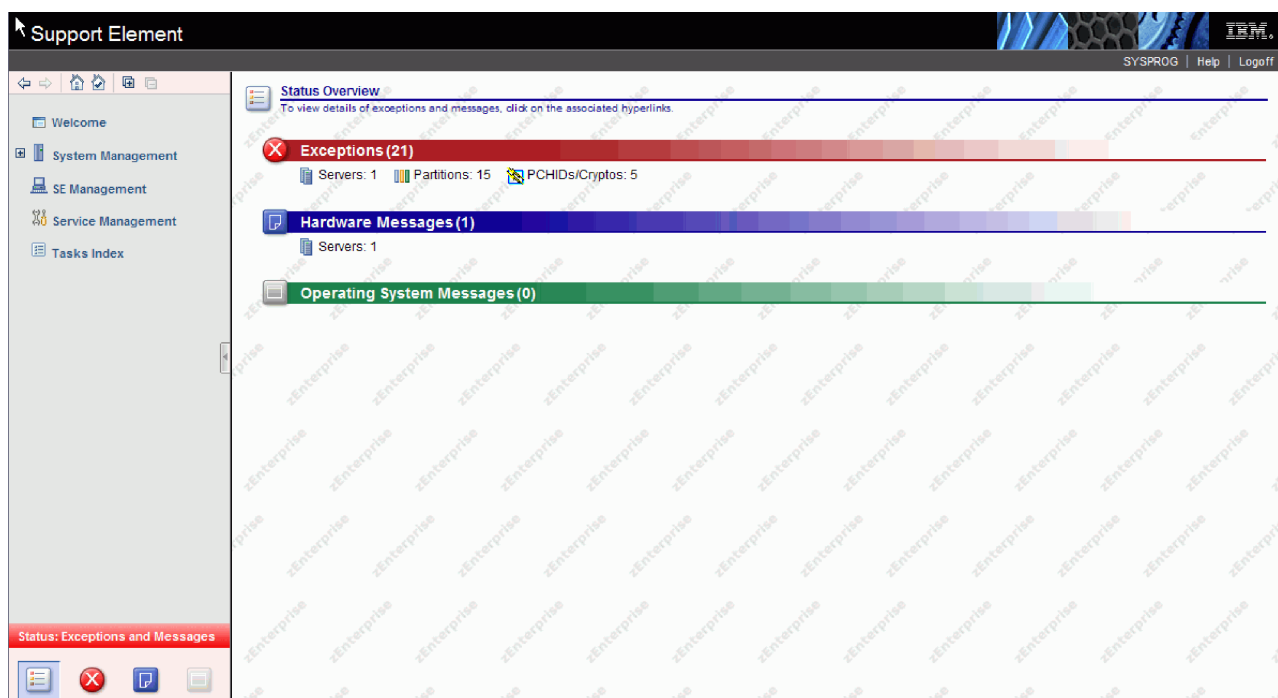 Support Element
IBM.
SYSPROG | Help | Logoff
Welcome
System Management
SE Management
Service Management
Tasks Index
Status: Exceptions and Messages
Status Overview
To view details of exceptions and messages, click on the associated hyperlinks.
Exceptions (21)
Servers: 1 Partitions: 15 PCHIDs/Cryptos: 5
Hardware Messages (1)
Servers: 1
Operating System Messages (0)
zEnterprise